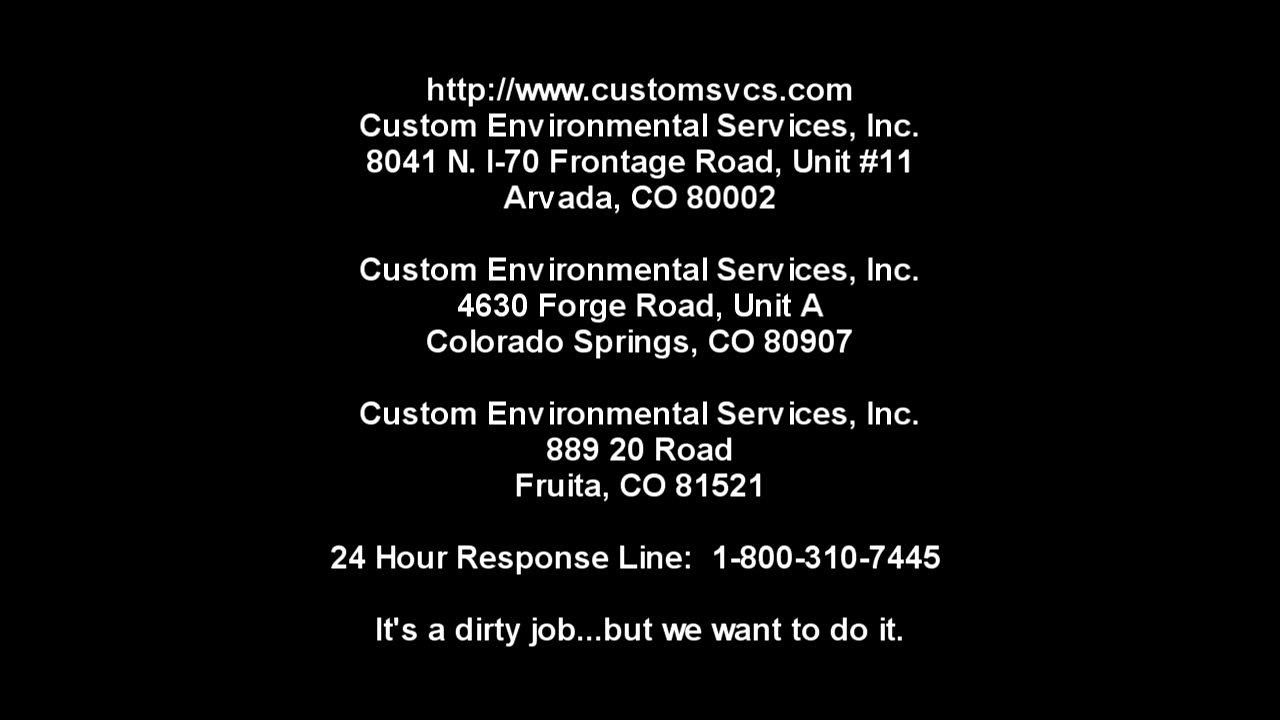 http://www.customsvcs.com
Custom Environmental Services, Inc.
8041 N. I-70 Frontage Road, Unit #11
Arvada, CO 80002
Custom Environmental Services, Inc.
4630 Forge Road, Unit A
Colorado Springs, CO 80907
Custom Environmental Services, Inc.
889 20 Road
Fruita, CO 81521
24 Hour Response Line:  1-800-310-7445
It's a dirty job...but we want to do it.